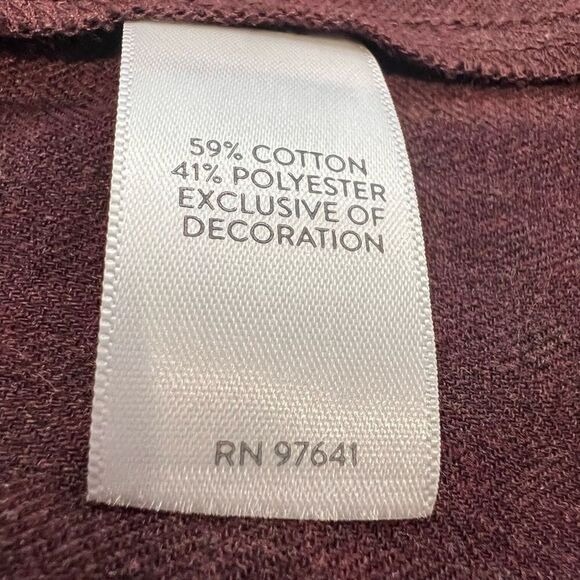 59% COTTON
41% POLYESTER
EXCLUSIVE OF
DECORATION
RN 97641